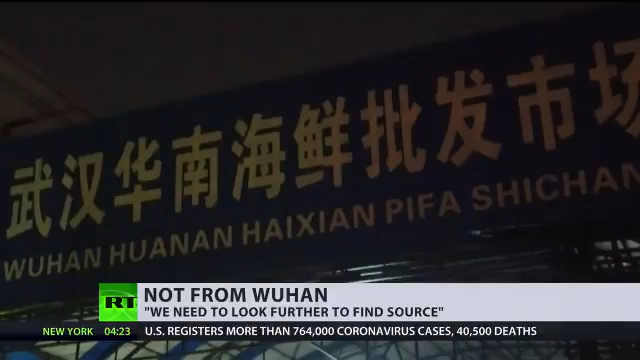 武汉华南海鲜批发市场
WUHAN HUANAN HAIXIAN PIFA SHICHAN
RT
NOT FROM WUHAN
"WE NEED TO LOOK FURTHER TO FIND SOURCE"
NEW YORK 04:23 U.S. REGISTERS MORE THAN 764,000 CORONAVIRUS CASES, 40,500 DEATHS